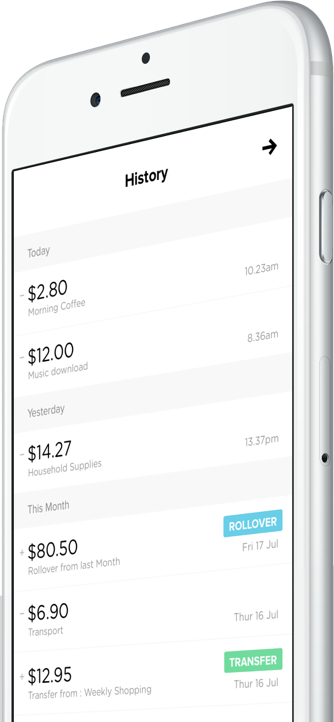 History
Today
- $2.80
Morning Coffee
10.23am
- $12.00
Music download
8.36am
Yesterday
- $14.27
Household Supplies
13.37pm
This Month
+ $80.50
Rollover from last Month
ROLLOVER
Fri 17 Jul
- $6.90
Transport
Thur 16 Jul
+ $12.95
Transfer from : Weekly Shopping
TRANSFER
Thur 16 Jul